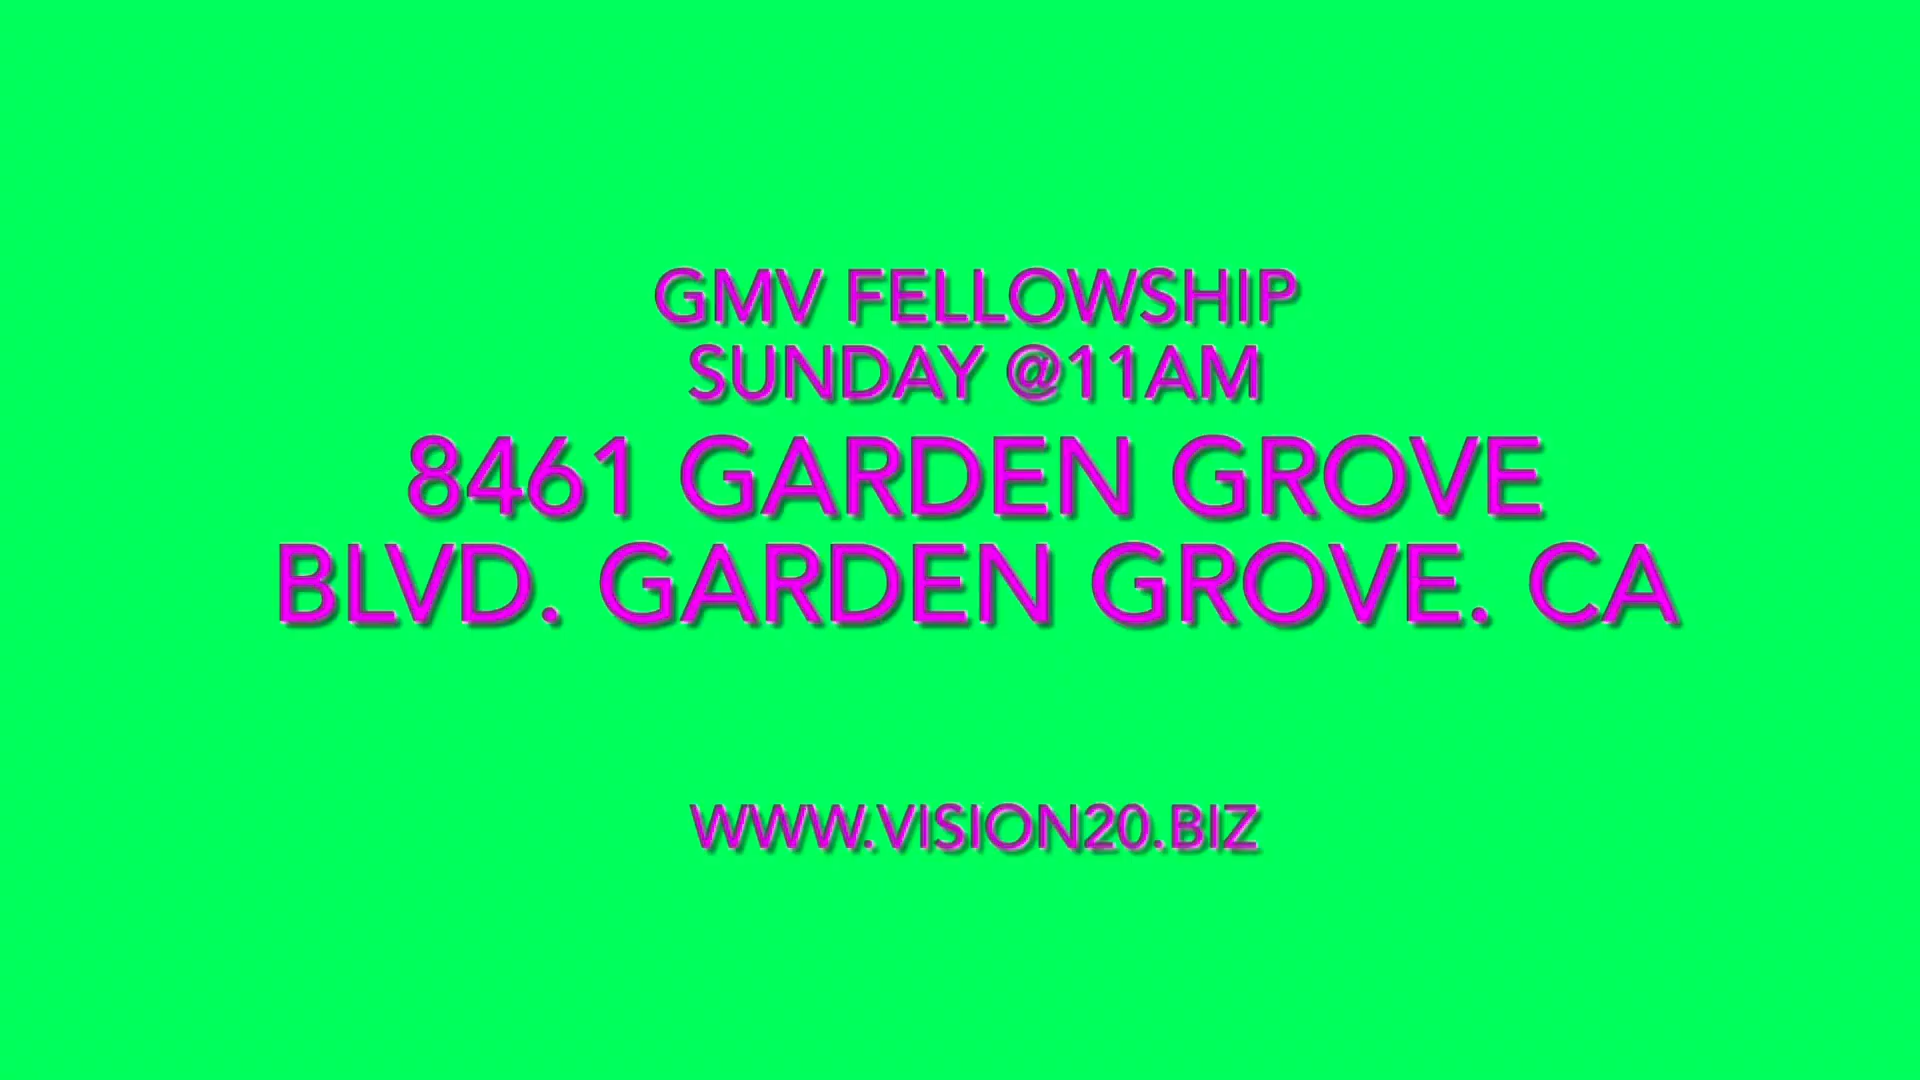 GMV FELLOWSHIP
SUNDAY @11AM
8461 GARDEN GROVE
BLVD. GARDEN GROVE. CA
WWW.VISION20.BIZ